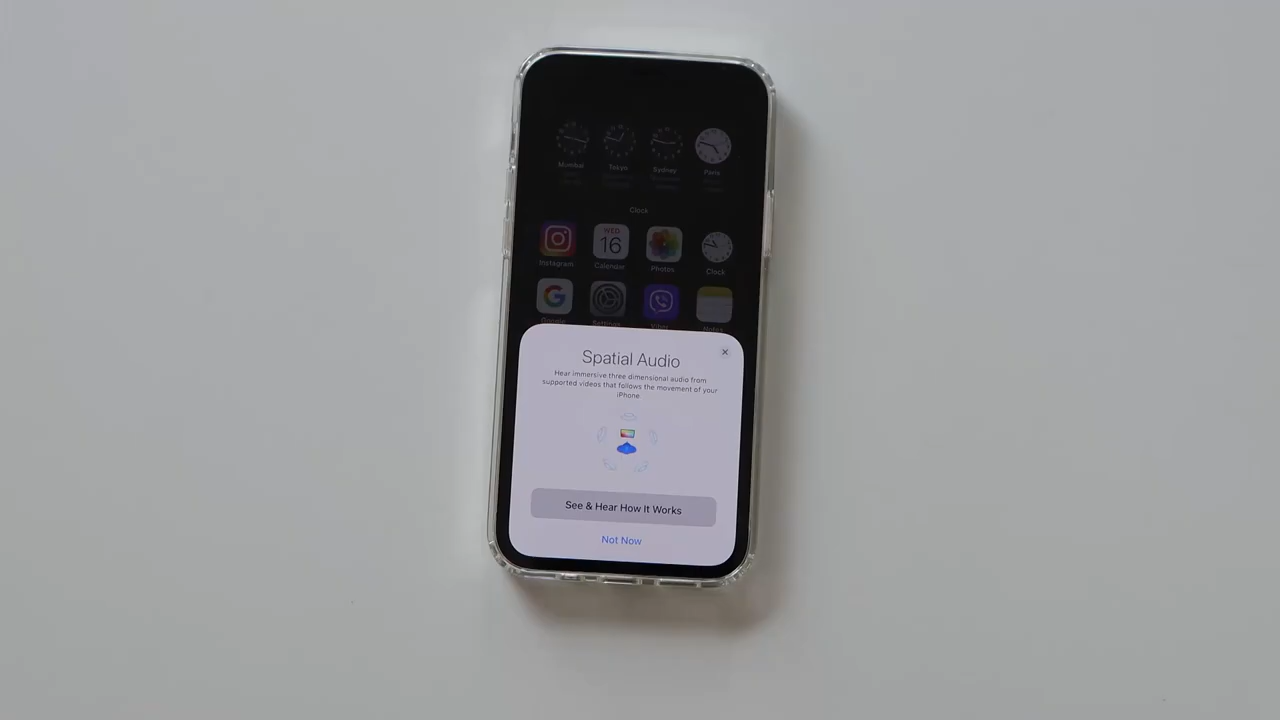 Mumbai Tokyo Sydney Paris
Clock
WED
16
Instagram Calendar Photos Clock
Google Settings Viber Notes
Spatial Audio
Hear immersive three dimensional audio from
supported videos that follows the movement of your
iPhone
See & Hear How It Works
Not Now